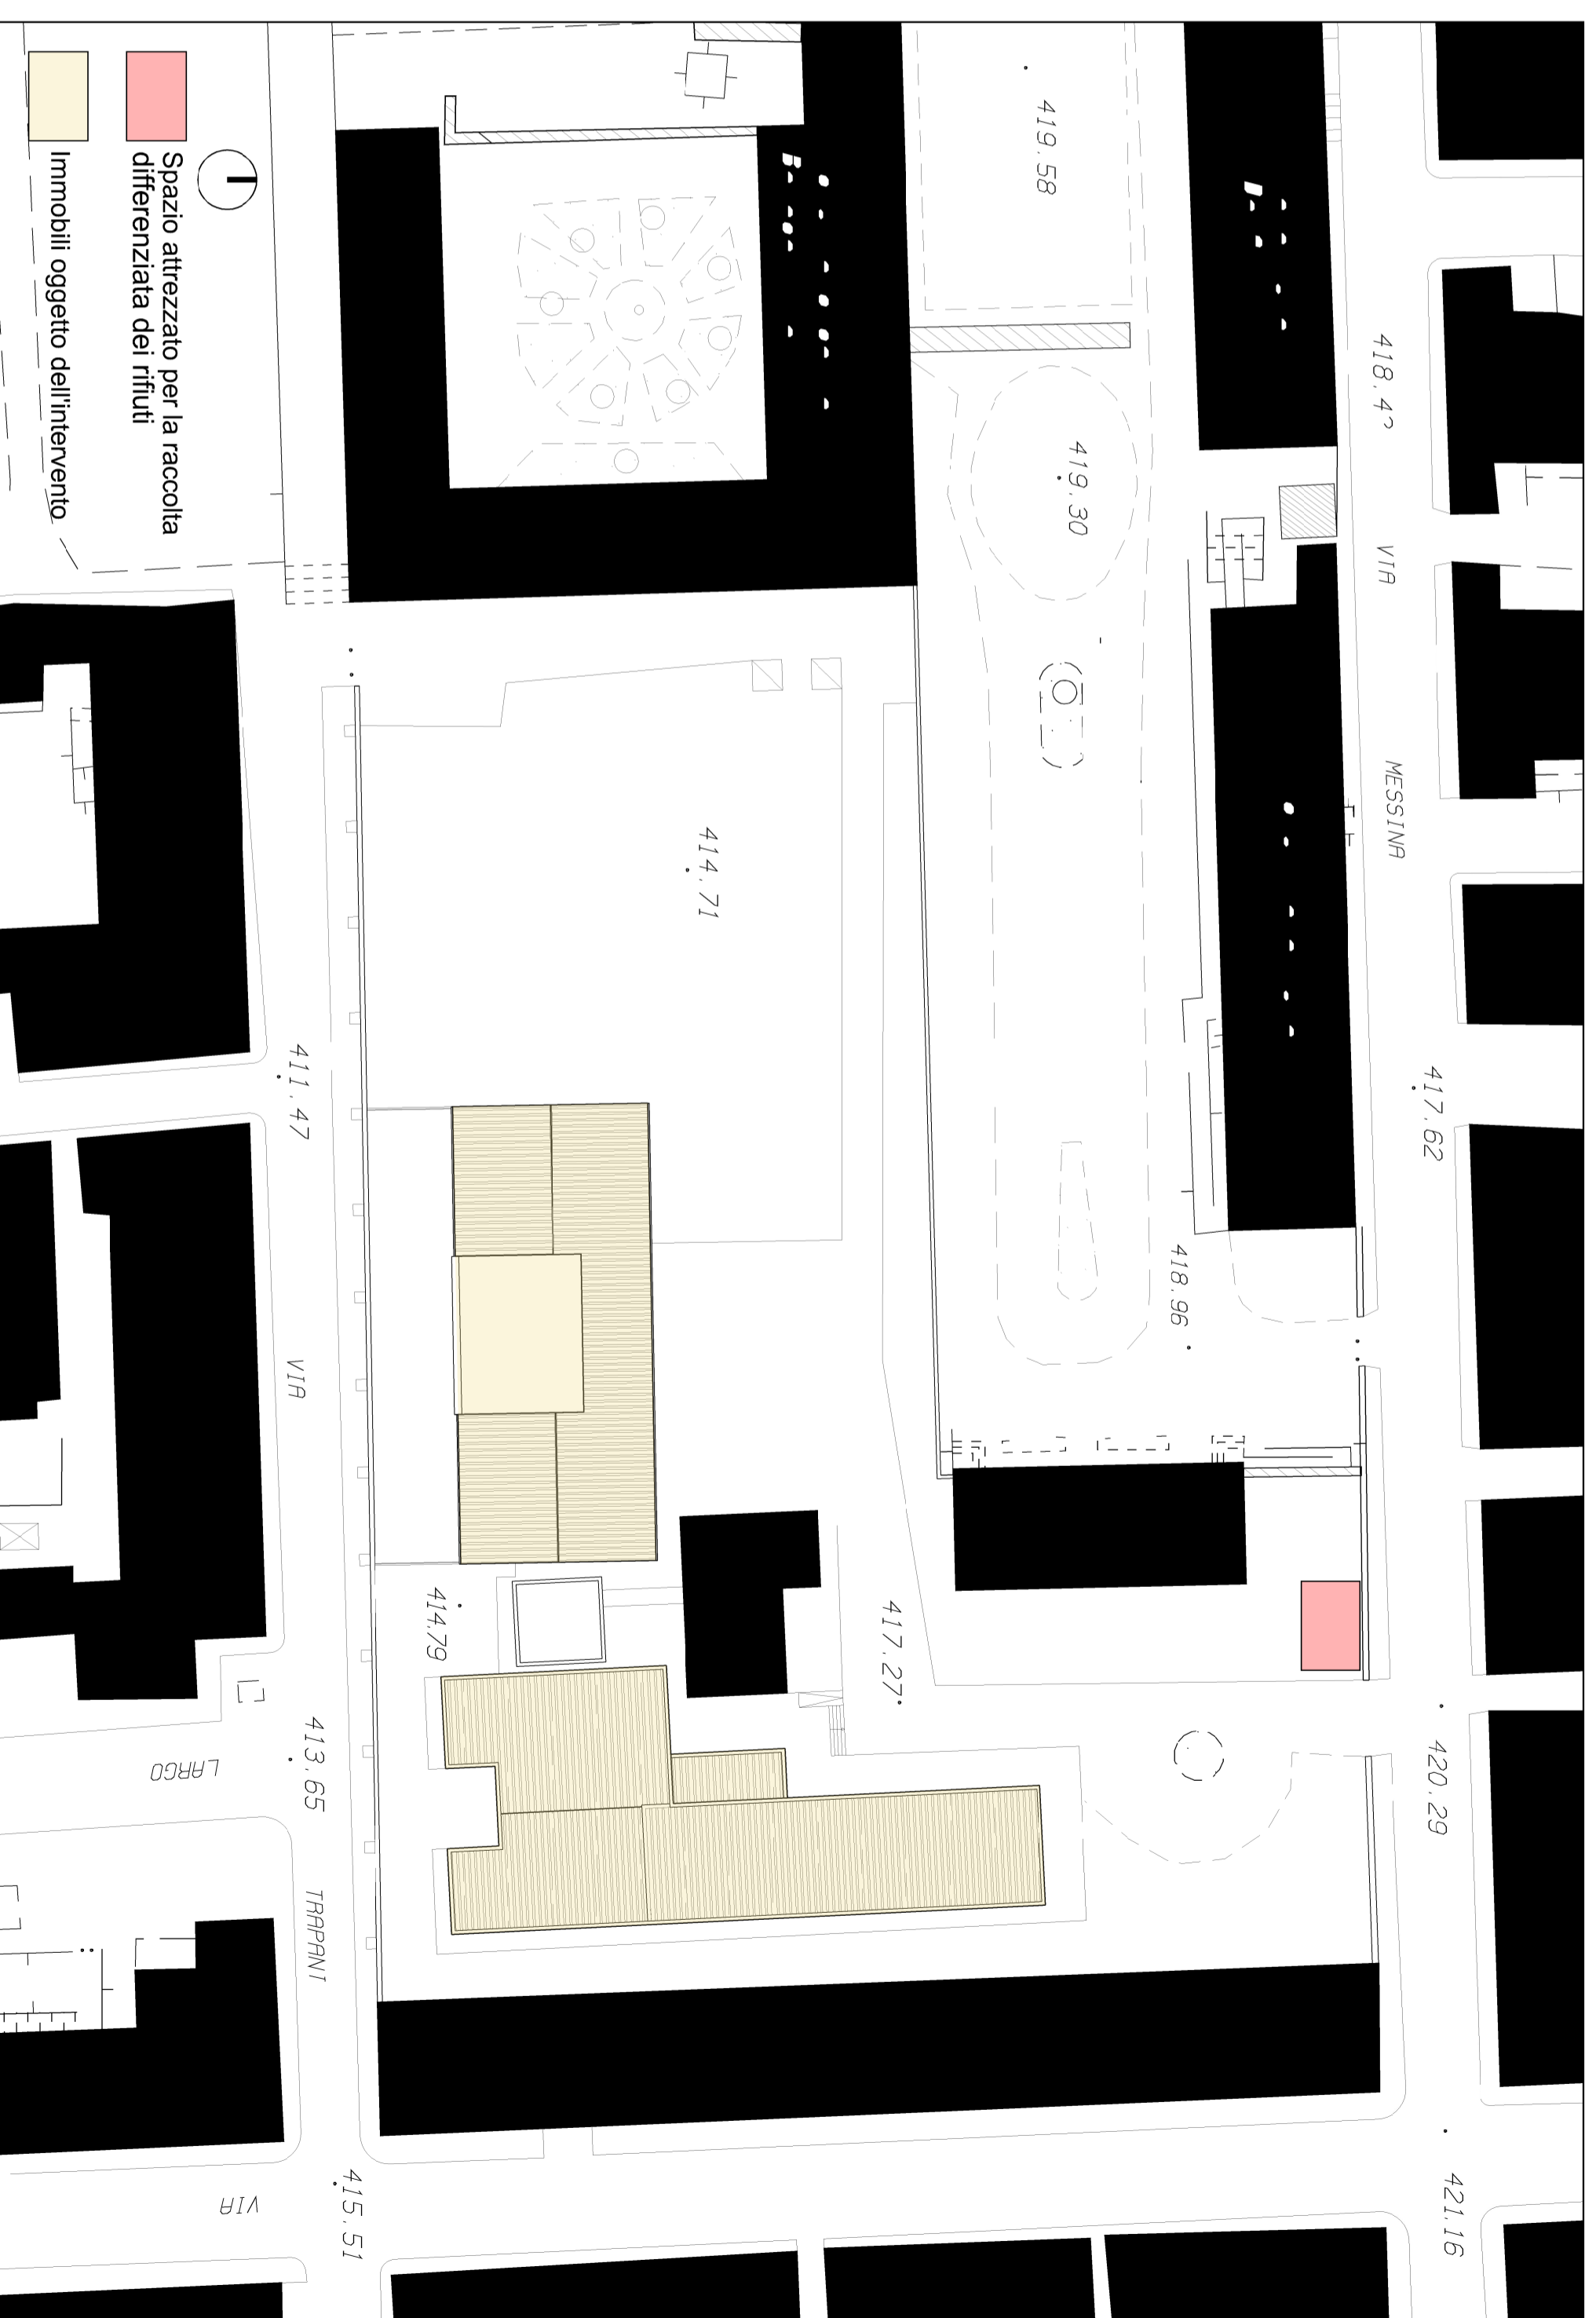 419.58
418.4?
VIA
MESSINA
419.30
414.71
417.62
411.47
418.96
VIA
414.79
417.27
413.65
LARGO
420.29
TRAPANI
VIA
415.51
421.16
Spazio attrezzato per la raccolta
differenziata dei rifiuti
Immobili oggetto dell'intervento